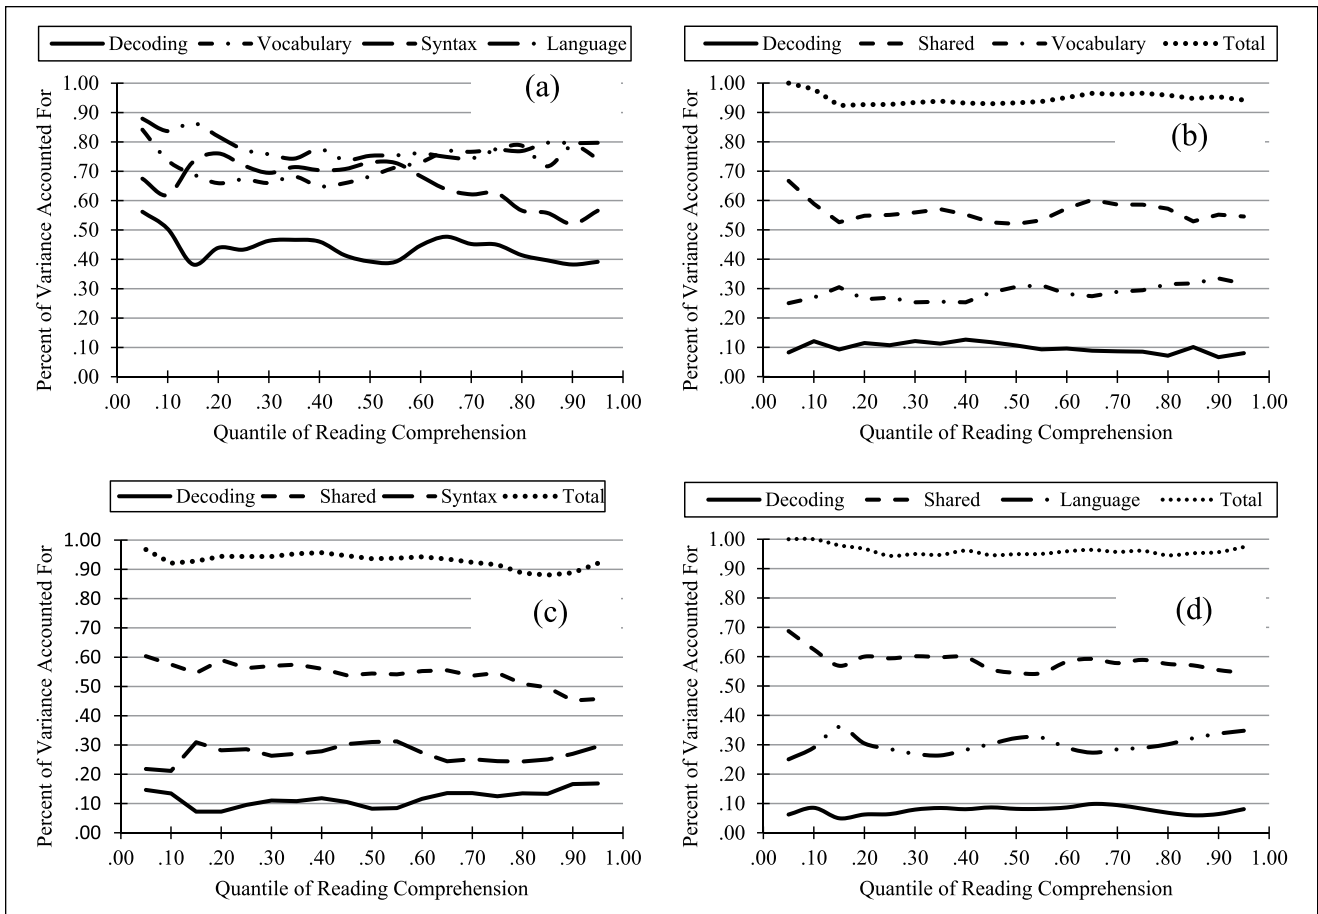 Decoding Vocabulary Syntax Language
(a)
Percent of Variance Accounted For
1.00
.90
.80
.70
.60
.50
.40
.30
.20
.10
.00
.00 .10 .20 .30 .40 .50 .60 .70 .80 .90 1.00
Quantile of Reading Comprehension
Decoding Shared Vocabulary Total
(b)
Percent of Variance Accounted For
1.00
.90
.80
.70
.60
.50
.40
.30
.20
.10
.00
.00 .10 .20 .30 .40 .50 .60 .70 .80 .90 1.00
Quantile of Reading Comprehension
Decoding Shared Syntax Total
(c)
Percent of Variance Accounted For
1.00
.90
.80
.70
.60
.50
.40
.30
.20
.10
.00
.00 .10 .20 .30 .40 .50 .60 .70 .80 .90 1.00
Quantile of Reading Comprehension
Decoding Shared Language Total
(d)
Percent of Variance Accounted For
1.00
.90
.80
.70
.60
.50
.40
.30
.20
.10
.00
.00 .10 .20 .30 .40 .50 .60 .70 .80 .90 1.00
Quantile of Reading Comprehension